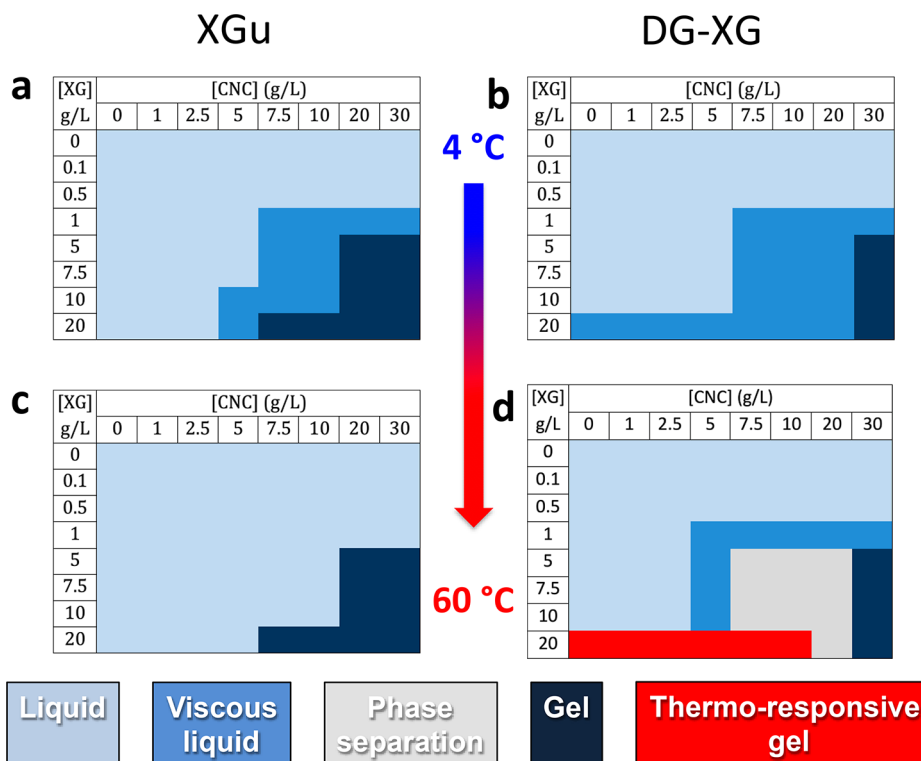 XGu
DG-XG
a
[XG] [CNC] (g/L)
g/L 0 1 2.5 5 7.5 10 20 30
0
0.1
0.5
1
5
7.5
10
20
b
[XG] [CNC] (g/L)
g/L 0 1 2.5 5 7.5 10 20 30
0
0.1
0.5
1
5
7.5
10
20
4 °C
60 °C
c
[XG] [CNC] (g/L)
g/L 0 1 2.5 5 7.5 10 20 30
0
0.1
0.5
1
5
7.5
10
20
d
[XG] [CNC] (g/L)
g/L 0 1 2.5 5 7.5 10 20 30
0
0.1
0.5
1
5
7.5
10
20
Liquid
Viscous
liquid
Phase
separation
Gel
Thermo-responsive
gel